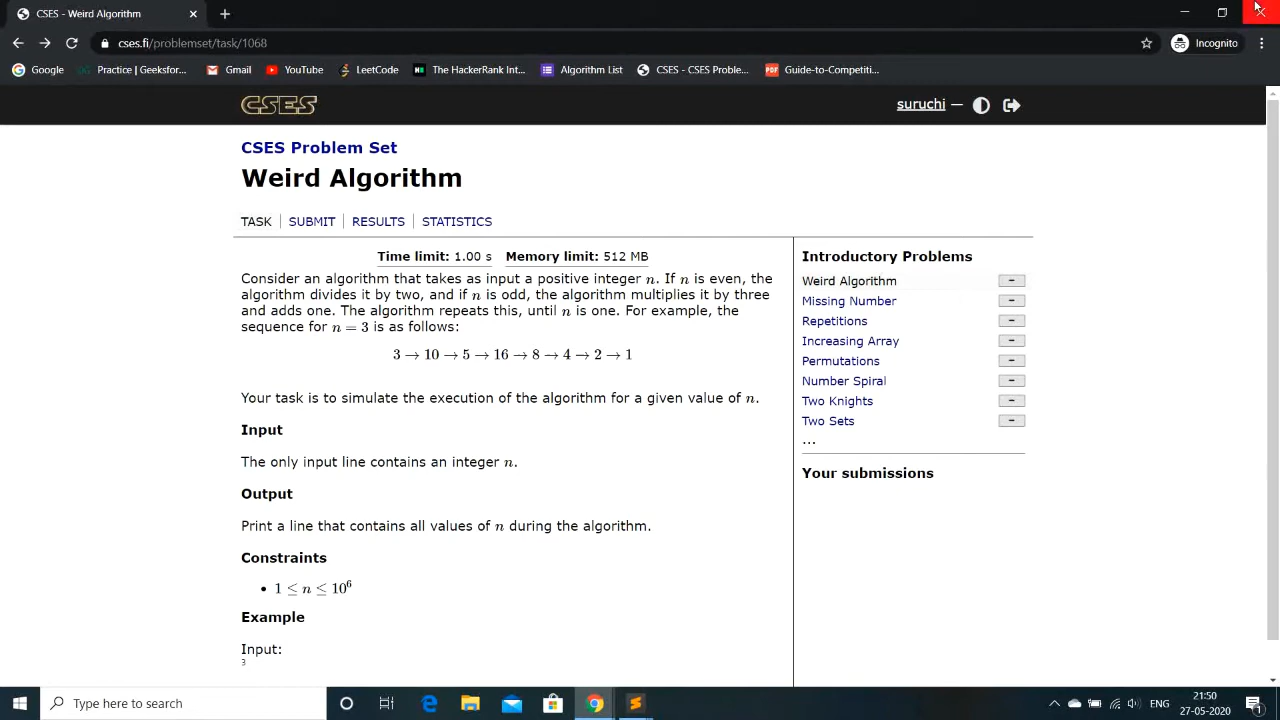 CSES - Weird Algorithm
cses.fi/problemset/task/1068
Incognito
Google
Practice | Geeksfor...
Gmail
YouTube
LeetCode
The HackerRank Int...
Algorithm List
CSES - CSES Proble...
Guide-to-Competiti...
CSES
suruchi —
CSES Problem Set
Weird Algorithm
TASK
SUBMIT
RESULTS
STATISTICS
Time limit: 1.00 s Memory limit: 512 MB
Consider an algorithm that takes as input a positive integer n. If n is even, the
algorithm divides it by two, and if n is odd, the algorithm multiplies it by three
and adds one. The algorithm repeats this, until n is one. For example, the
sequence for n = 3 is as follows:
3 → 10 → 5 → 16 → 8 → 4 → 2 → 1
Your task is to simulate the execution of the algorithm for a given value of n.
Input
The only input line contains an integer n.
Output
Print a line that contains all values of n during the algorithm.
Constraints
• 1 ≤ n ≤ 10⁶
Example
Input:
3
Introductory Problems
Weird Algorithm –
Missing Number –
Repetitions –
Increasing Array –
Permutations –
Number Spiral –
Two Knights –
Two Sets –
...
Your submissions
Type here to search
ENG
21:50
27-05-2020
1